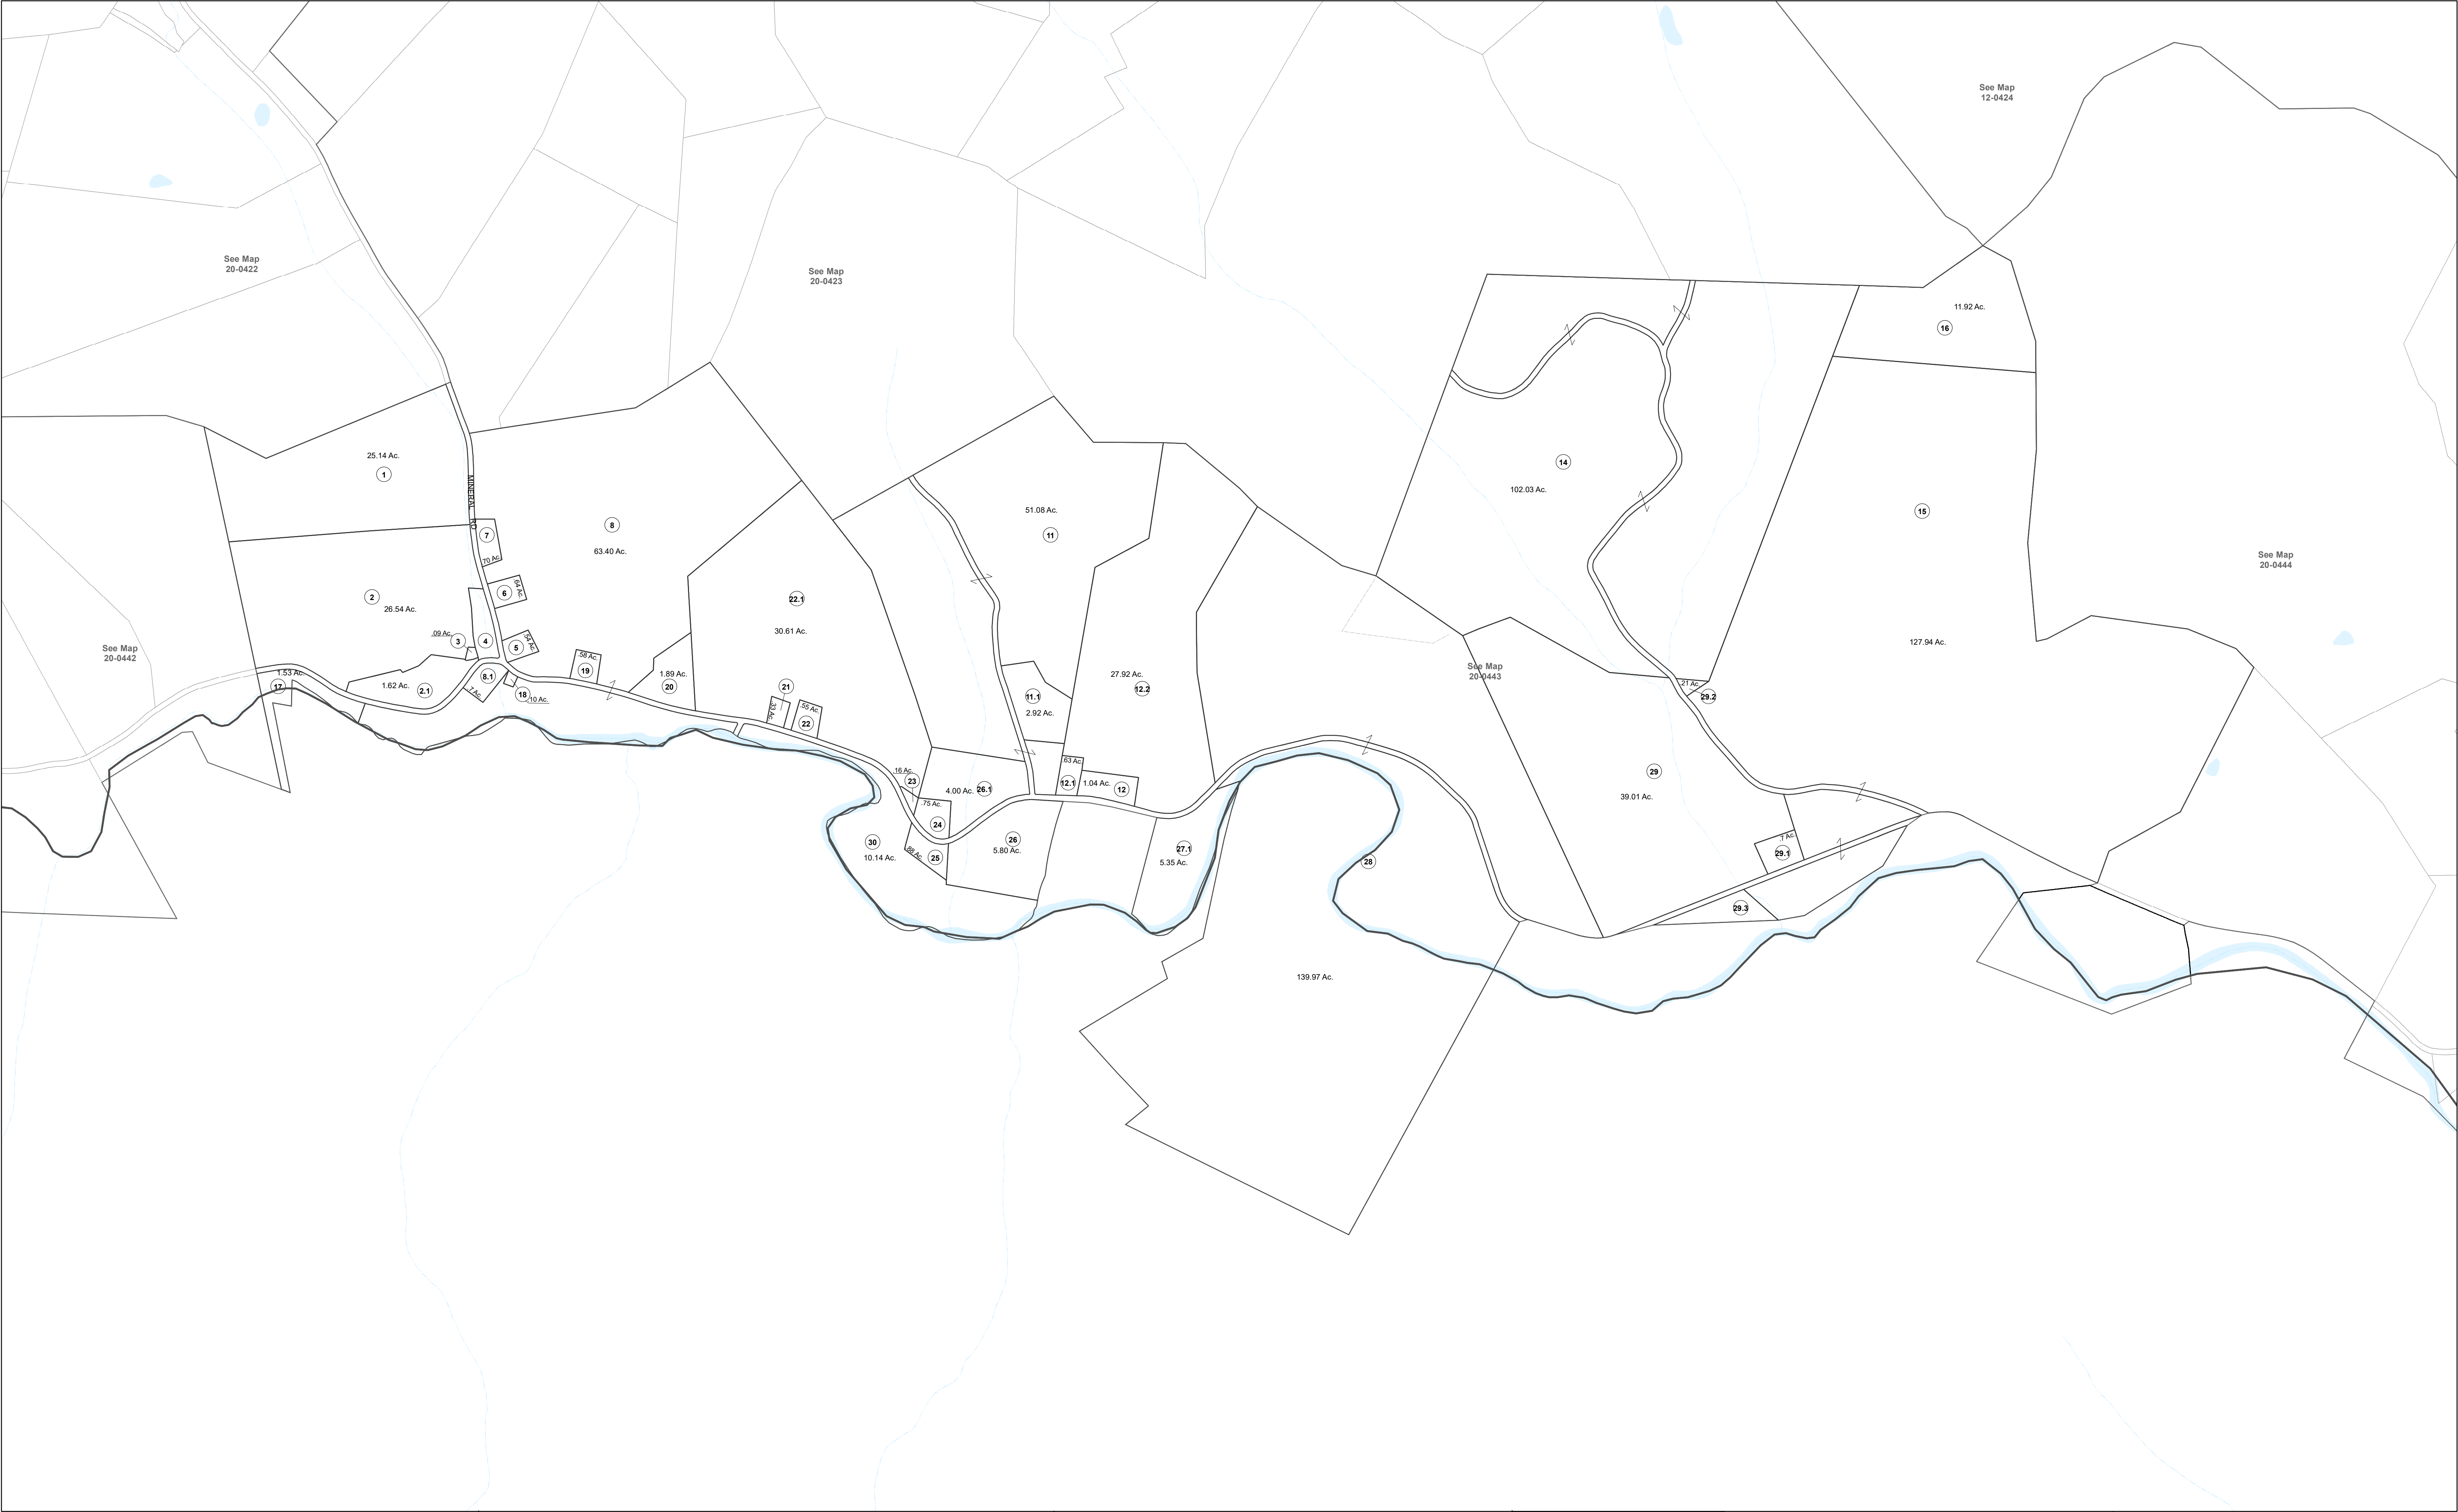 See Map
12-0424
See Map
20-0422
See Map
20-0423
11.92 Ac.
16
25.14 Ac.
1
MINERAL RD
14
102.03 Ac.
51.08 Ac.
11
15
8
63.40 Ac.
7
.70 Ac.
See Map
20-0444
6
.64 Ac.
2
26.54 Ac.
22.1
30.61 Ac.
.09 Ac.
3
4
5
.54 Ac.
127.94 Ac.
See Map
20-0442
See Map
20-0443
.58 Ac.
19
1.89 Ac.
20
27.92 Ac.
12.2
1.53 Ac.
17
1.62 Ac.
2.1
8.1
.7 Ac.
18
.10 Ac.
21
.33 Ac.
.55 Ac.
22
11.1
2.92 Ac.
.21 Ac.
29.2
.16 Ac.
23
4.00 Ac.
26.1
.63 Ac.
12.1
1.04 Ac.
12
29
39.01 Ac.
.75 Ac.
24
30
10.14 Ac.
.88 Ac.
25
26
5.80 Ac.
27.1
5.35 Ac.
28
.7 Ac.
29.1
29.3
139.97 Ac.